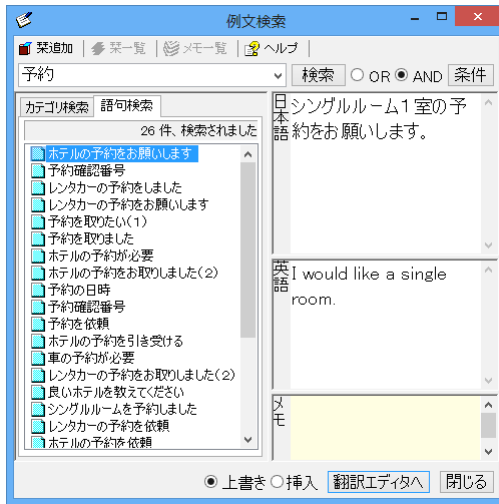 例文検索
栞追加 栞一覧 メモ一覧 ヘルプ
予約 検索 OR AND 条件
カテゴリ検索 語句検索
26 件、検索されました
ホテルの予約をお願いします
予約確認番号
レンタカーの予約をしました
レンタカーの予約をお願いします
予約を取りたい(1)
予約を取りました
ホテルの予約が必要
ホテルの予約をお取りしました(2)
予約の日時
予約確認番号
予約を依頼
ホテルの予約を引き受ける
車の予約が必要
レンタカーの予約をお取りしました(2)
良いホテルを教えてください
シングルルームを予約しました
レンタカーの予約を依頼
ホテルの予約を依頼
日本語
シングルルーム1室の予
約をお願いします。
英語
I would like a single
room.
メモ
上書き 挿入 翻訳エディタへ 閉じる